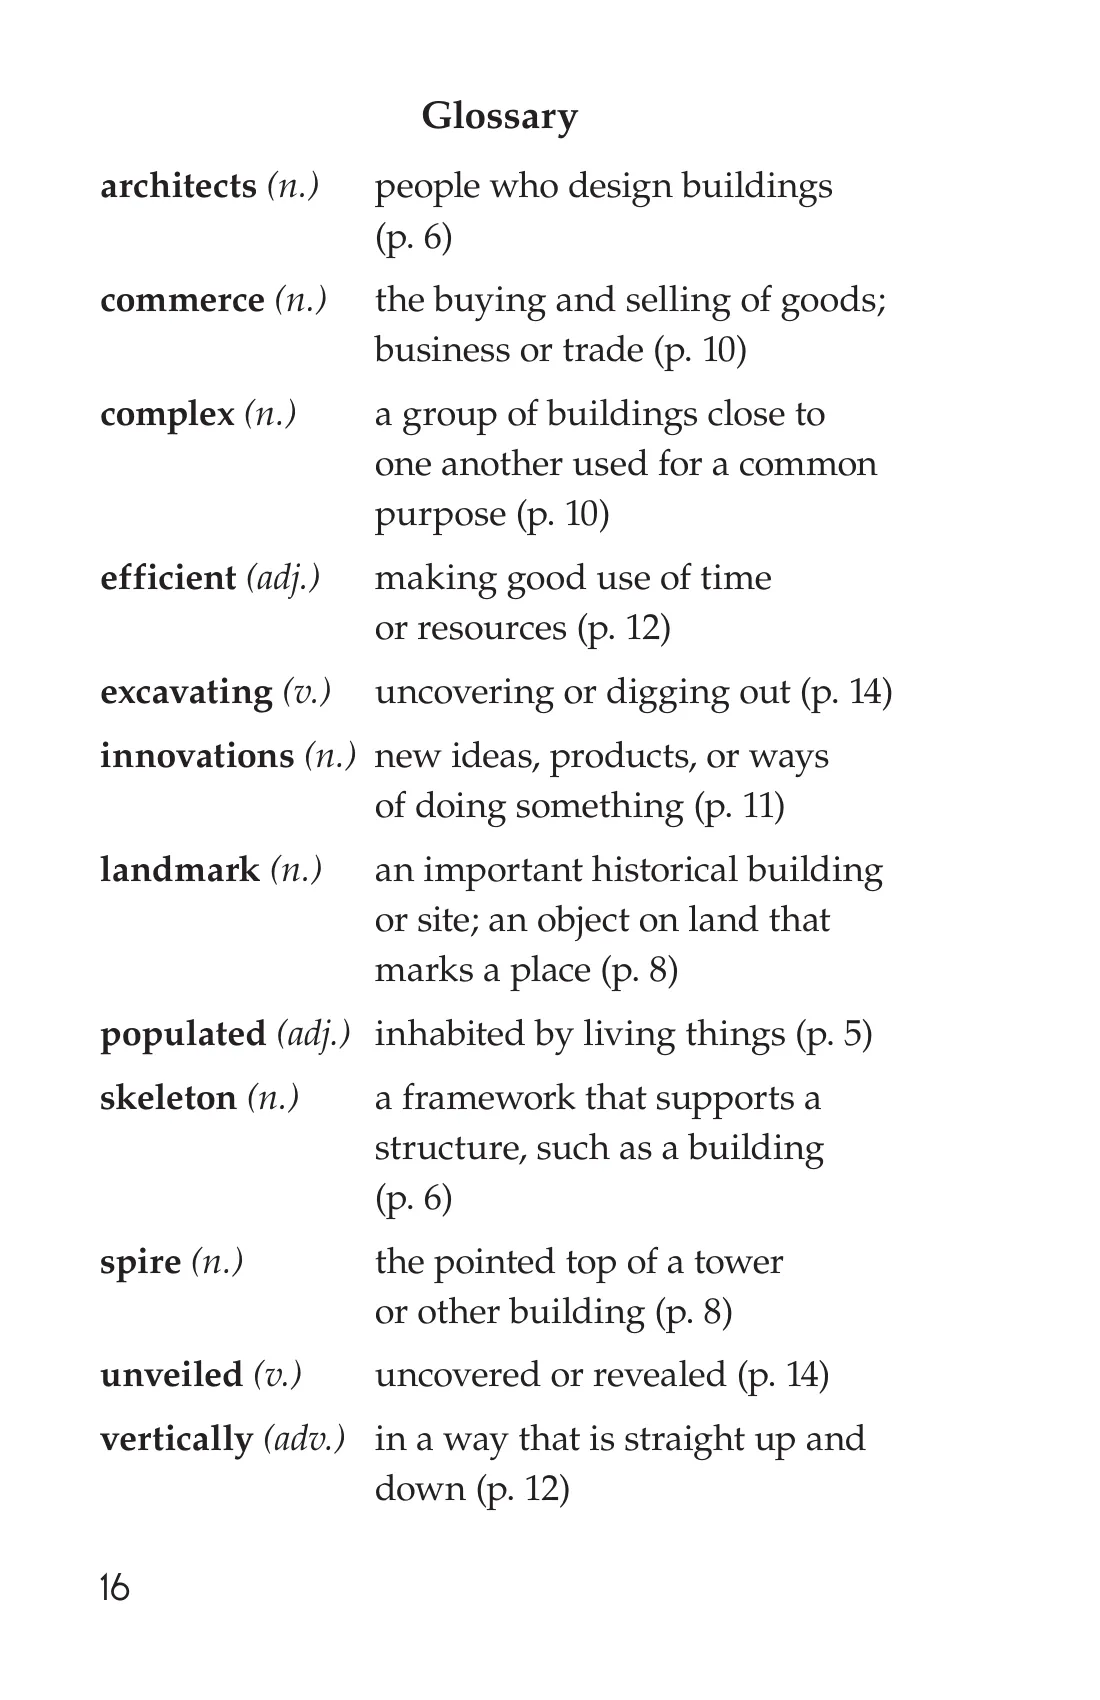 Glossary
architects (n.) people who design buildings
(p. 6)
commerce (n.) the buying and selling of goods;
business or trade (p. 10)
complex (n.) a group of buildings close to
one another used for a common
purpose (p. 10)
efficient (adj.) making good use of time
or resources (p. 12)
excavating (v.) uncovering or digging out (p. 14)
innovations (n.) new ideas, products, or ways
of doing something (p. 11)
landmark (n.) an important historical building
or site; an object on land that
marks a place (p. 8)
populated (adj.) inhabited by living things (p. 5)
skeleton (n.) a framework that supports a
structure, such as a building
(p. 6)
spire (n.) the pointed top of a tower
or other building (p. 8)
unveiled (v.) uncovered or revealed (p. 14)
vertically (adv.) in a way that is straight up and
down (p. 12)
16